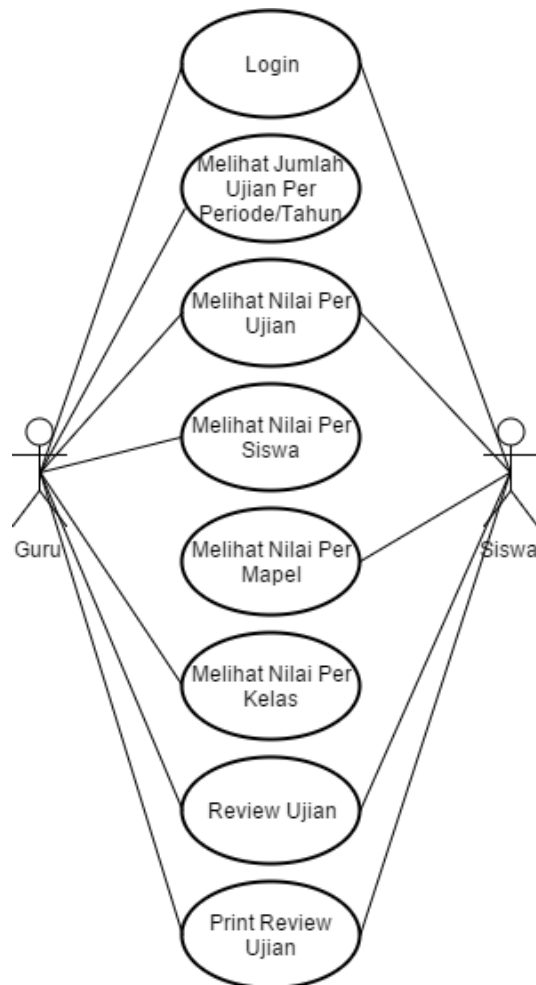 Login
Melihat Jumlah
Ujian Per
Periode/Tahun
Melihat Nilai Per
Ujian
Melihat Nilai Per
Siswa
Guru
Siswa
Melihat Nilai Per
Mapel
Melihat Nilai Per
Kelas
Review Ujian
Print Review
Ujian